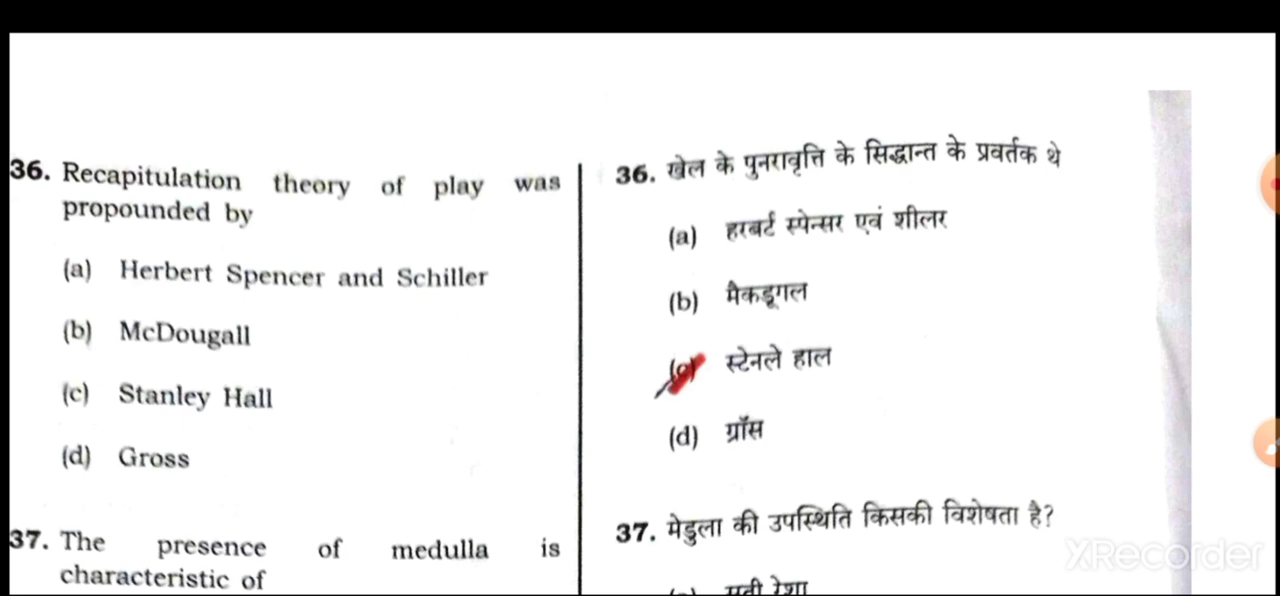 36. Recapitulation theory of play was
propounded by
(a) Herbert Spencer and Schiller
(b) McDougall
(c) Stanley Hall
(d) Gross
37. The presence of medulla is
characteristic of
36. खेल के पुनरावृत्ति के सिद्धान्त के प्रवर्तक थे
(a) हरबर्ट स्पेन्सर एवं शीलर
(b) मैकडूगल
(c) स्टेनले हाल
(d) ग्रॉस
37. मेडुला की उपस्थिति किसकी विशेषता है?
XRecorder